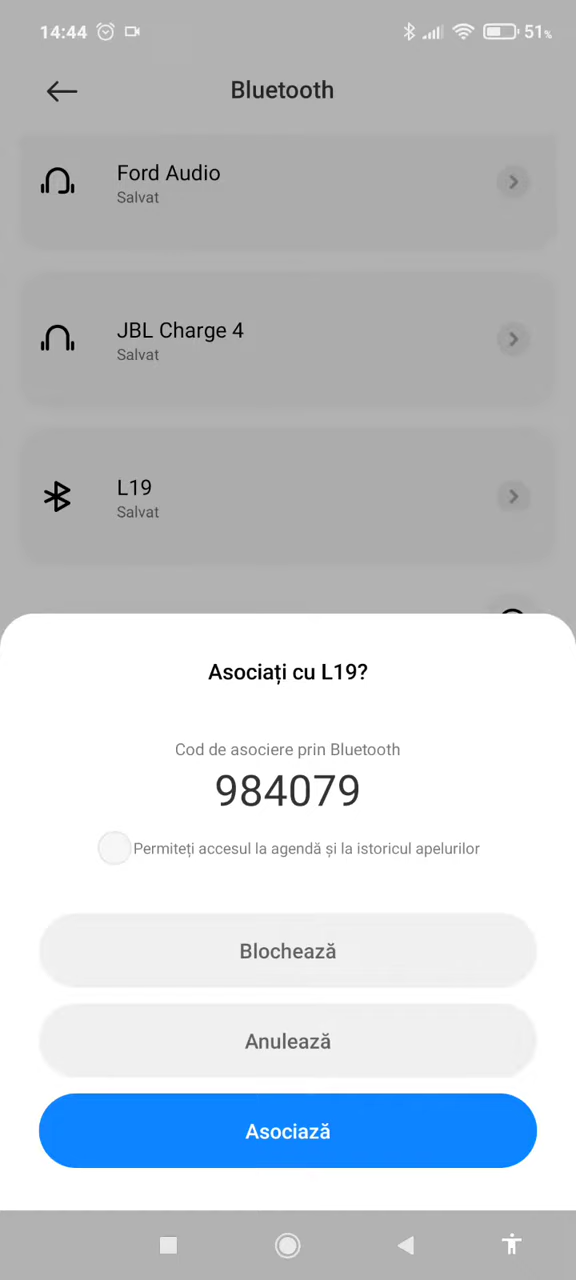 14:44 51%
Bluetooth
Ford Audio
Salvat
JBL Charge 4
Salvat
L19
Salvat
Asociați cu L19?
Cod de asociere prin Bluetooth
984079
Permiteți accesul la agendă și la istoricul apelurilor
Blochează
Anulează
Asociază